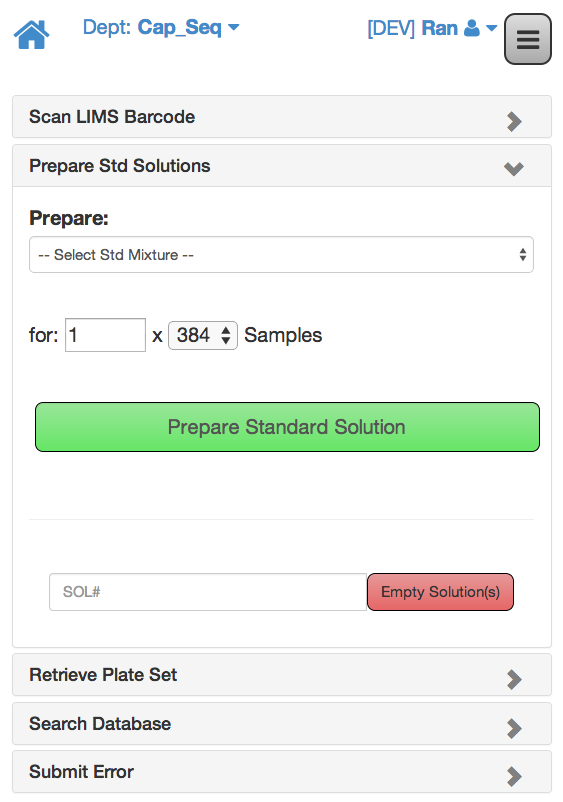 Dept: Cap_Seq [DEV] Ran
Scan LIMS Barcode
Prepare Std Solutions
Prepare:
-- Select Std Mixture --
for: 1 x 384 Samples
Prepare Standard Solution
SOL# Empty Solution(s)
Retrieve Plate Set
Search Database
Submit Error